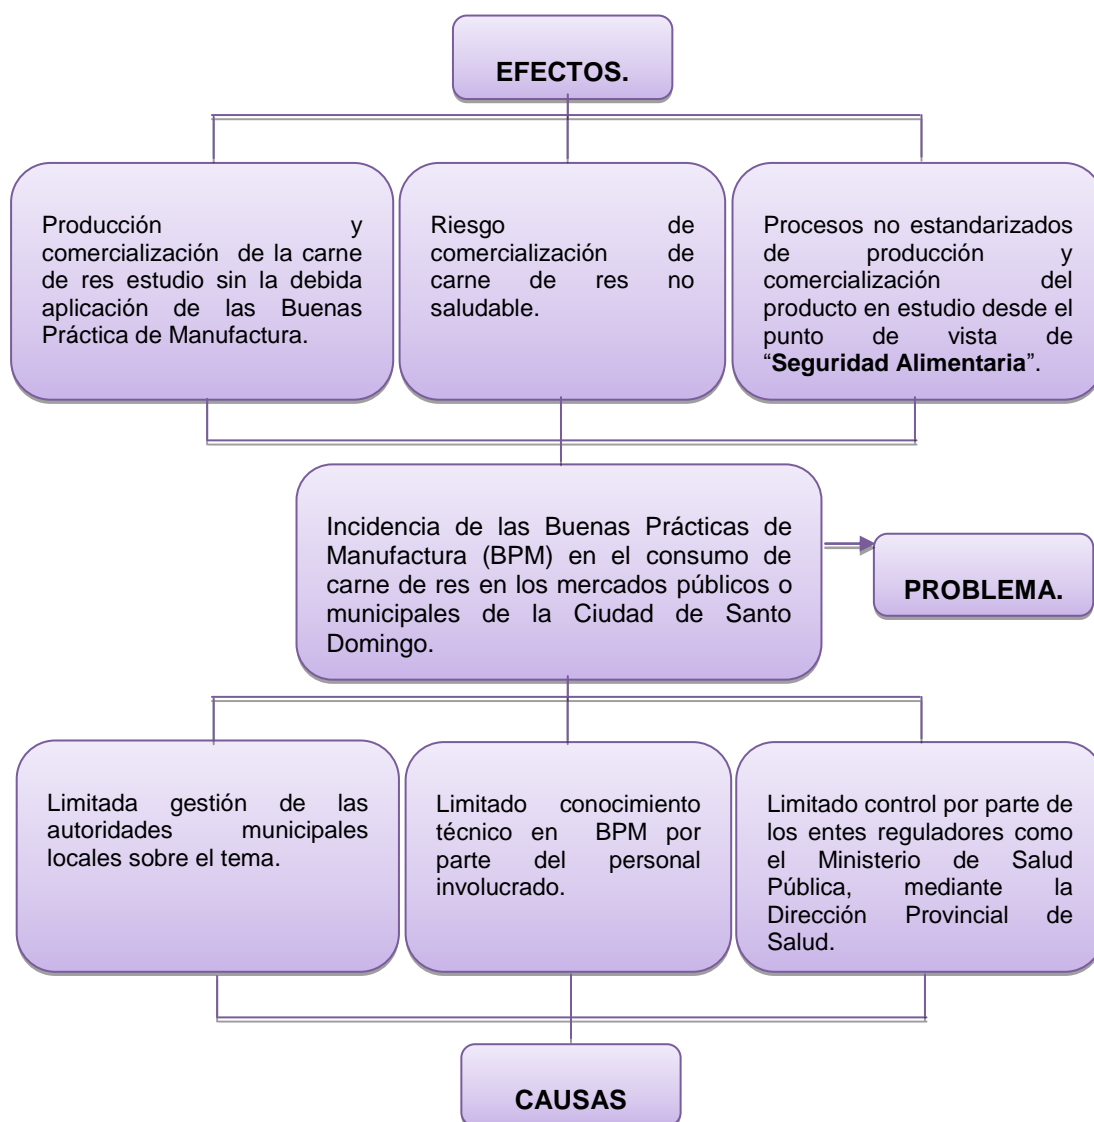 EFECTOS.
Producción y
comercialización de la carne
de res estudio sin la debida
aplicación de las Buenas
Práctica de Manufactura.
Riesgo de
comercialización de
carne de res no
saludable.
Procesos no estandarizados
de producción y
comercialización del
producto en estudio desde el
punto de vista de
“Seguridad Alimentaria”.
Incidencia de las Buenas Prácticas de
Manufactura (BPM) en el consumo de
carne de res en los mercados públicos o
municipales de la Ciudad de Santo
Domingo.
PROBLEMA.
Limitada gestión de las
autoridades municipales
locales sobre el tema.
Limitado conocimiento
técnico en BPM por
parte del personal
involucrado.
Limitado control por parte de
los entes reguladores como
el Ministerio de Salud
Pública, mediante la
Dirección Provincial de
Salud.
CAUSAS